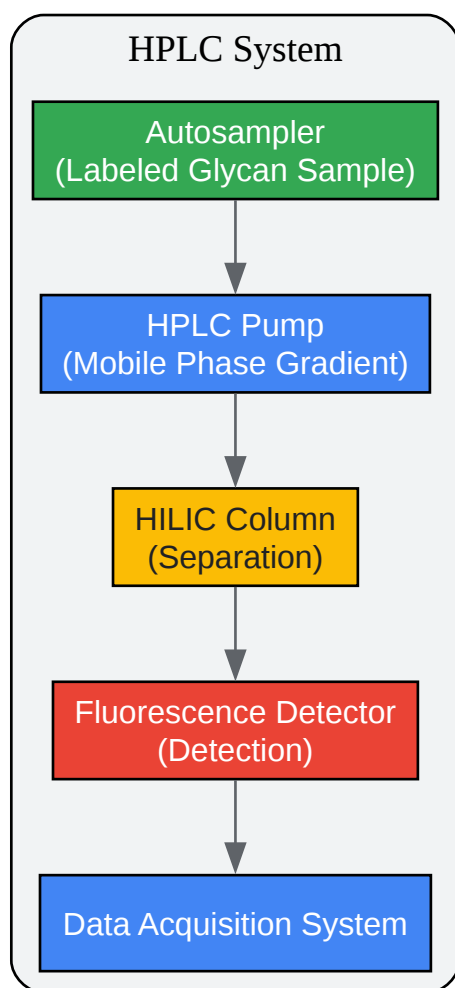 HPLC System
Autosampler
(Labeled Glycan Sample)
HPLC Pump
(Mobile Phase Gradient)
HILIC Column
(Separation)
Fluorescence Detector
(Detection)
Data Acquisition System